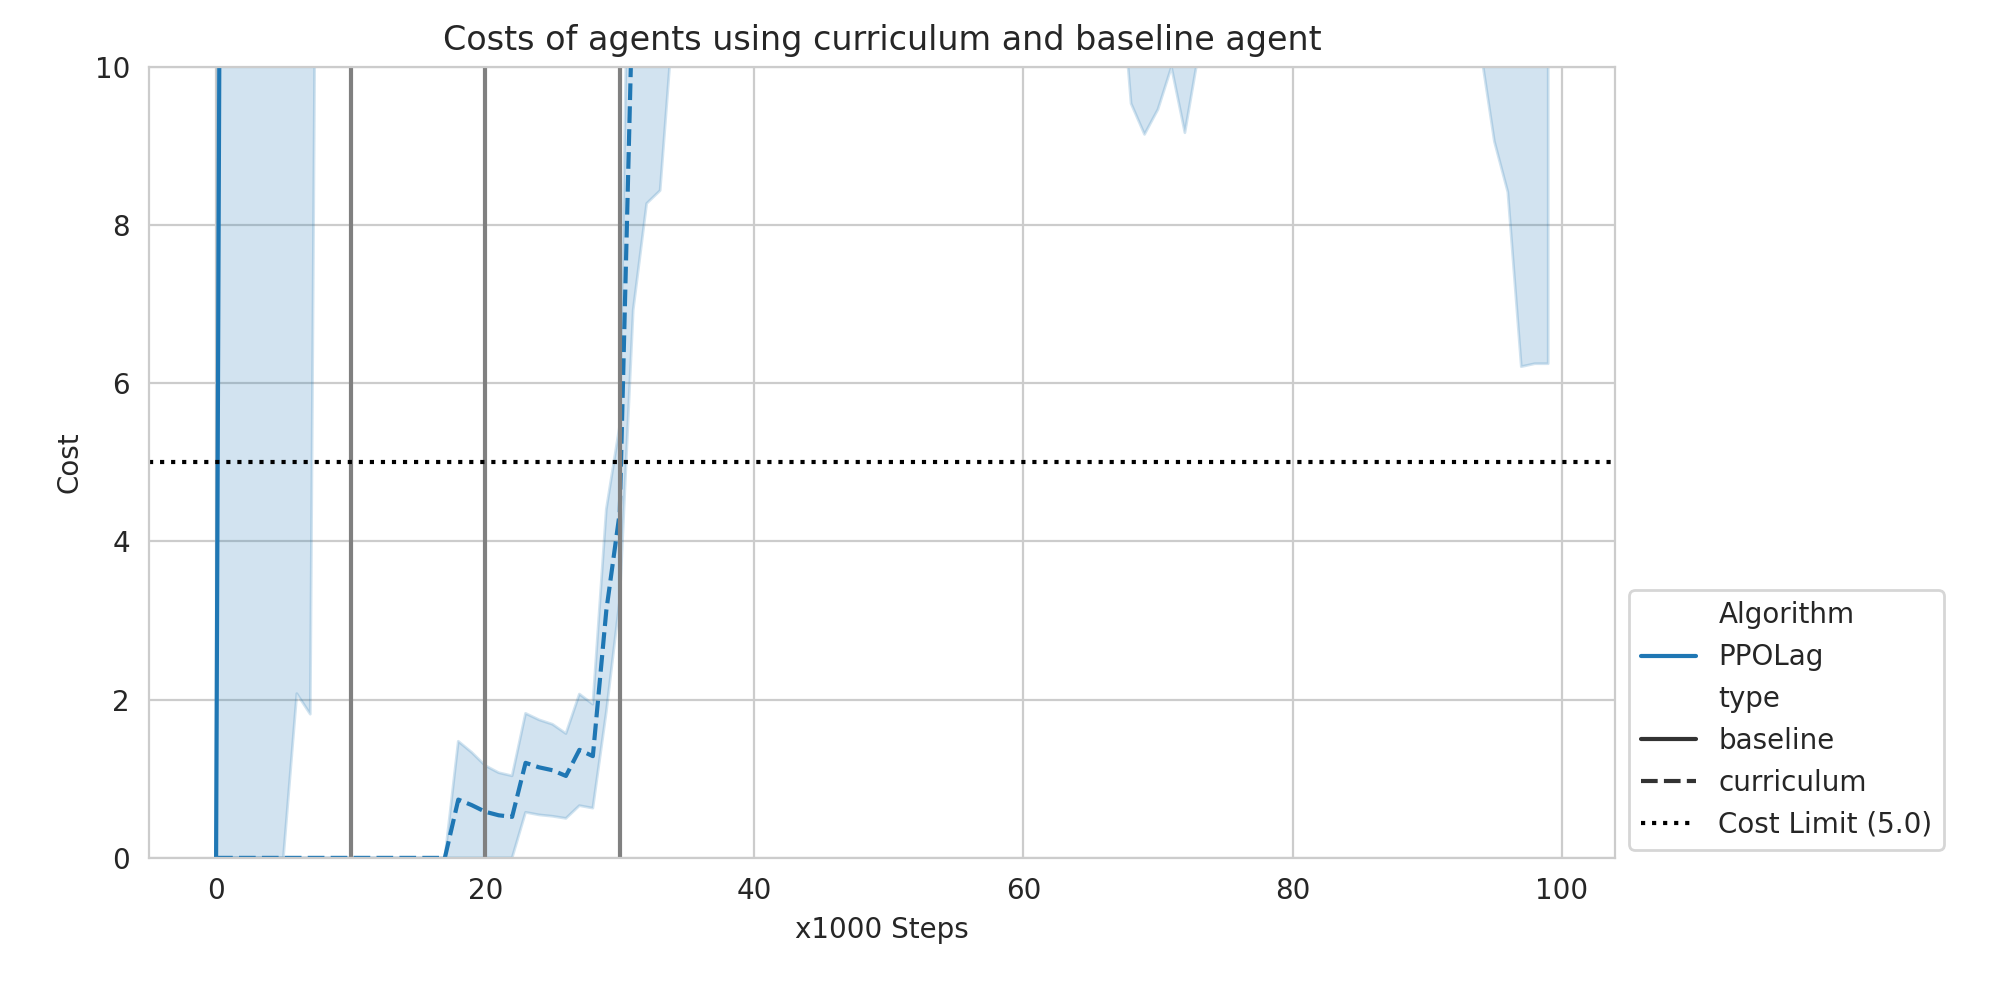 Costs of agents using curriculum and baseline agent
10
8
6
4
2
0
Cost
0 20 40 60 80 100
x1000 Steps
Algorithm
PPOLag
type
baseline
curriculum
Cost Limit (5.0)